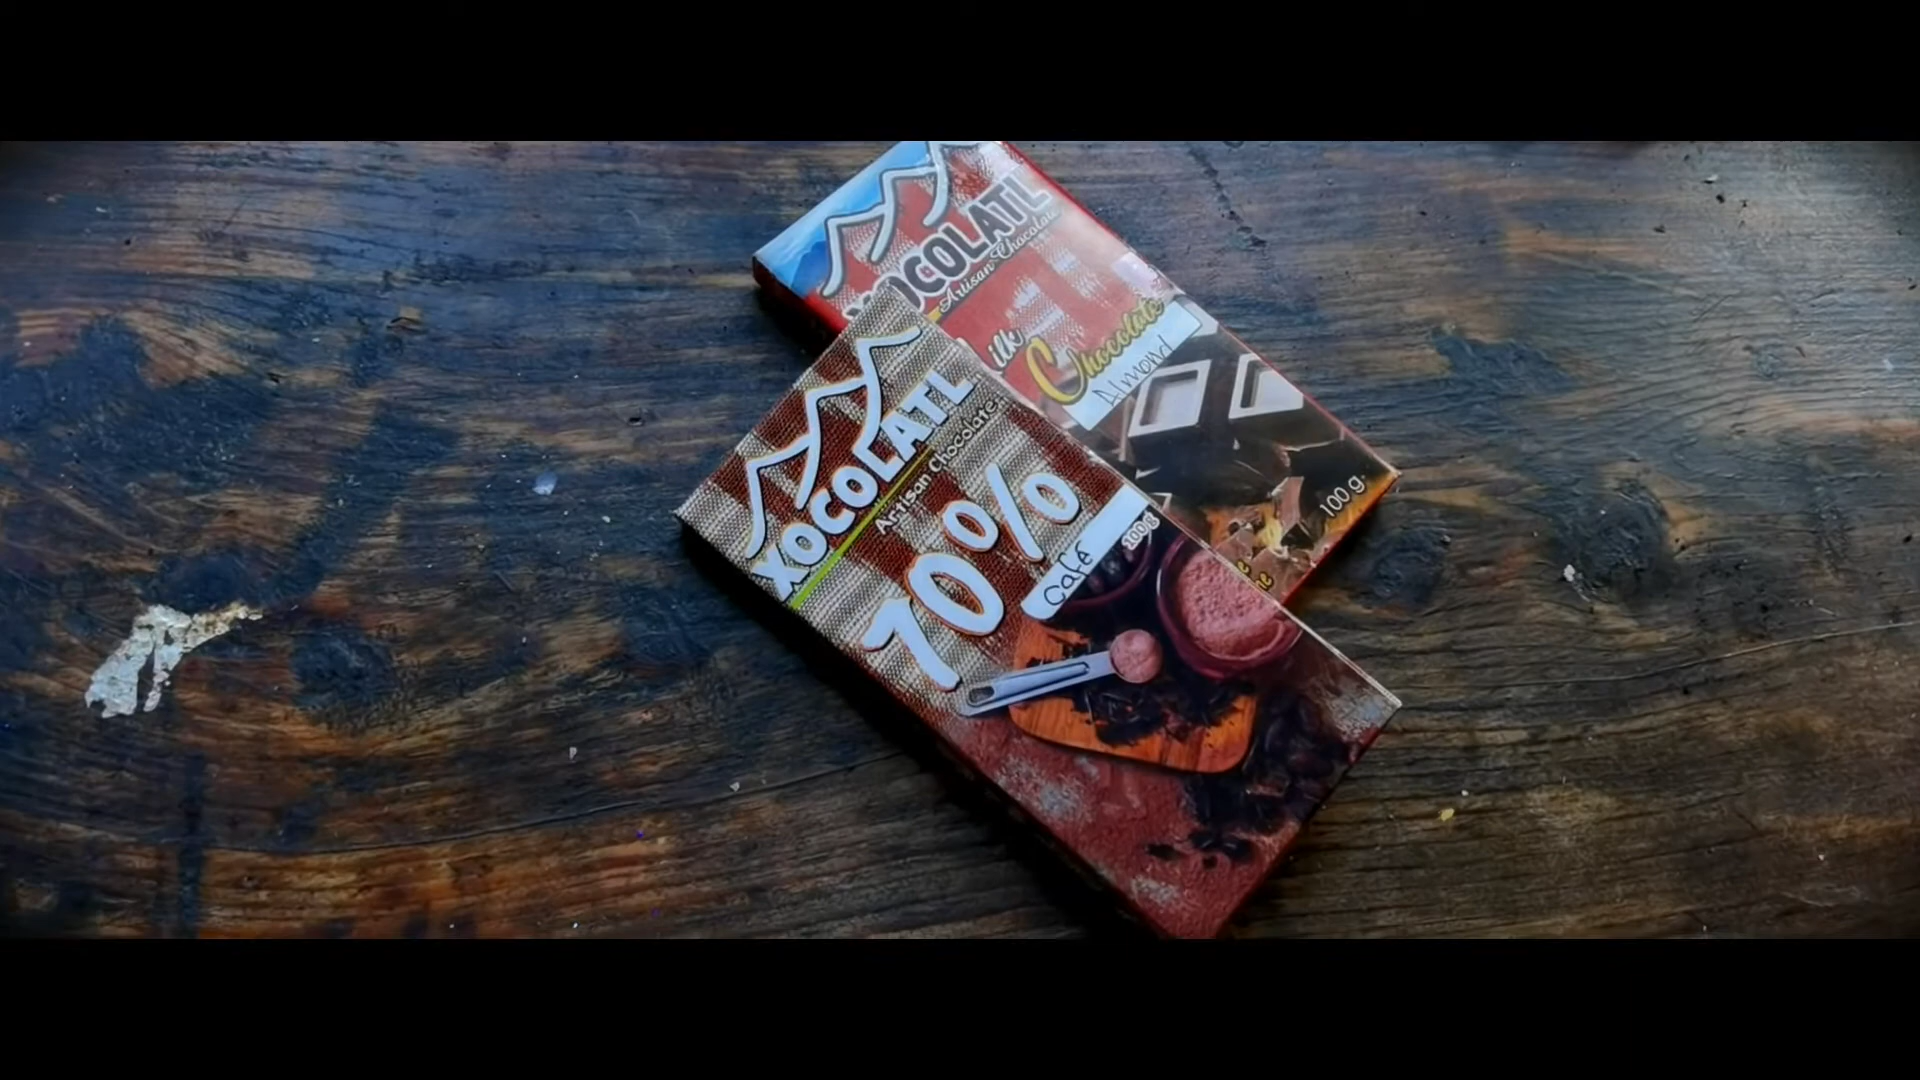 XOCOLATL
Artisan Chocolate
Chocolate
Almond
100 g
XOCOLATL
Artisan Chocolate
70%
Café
100g